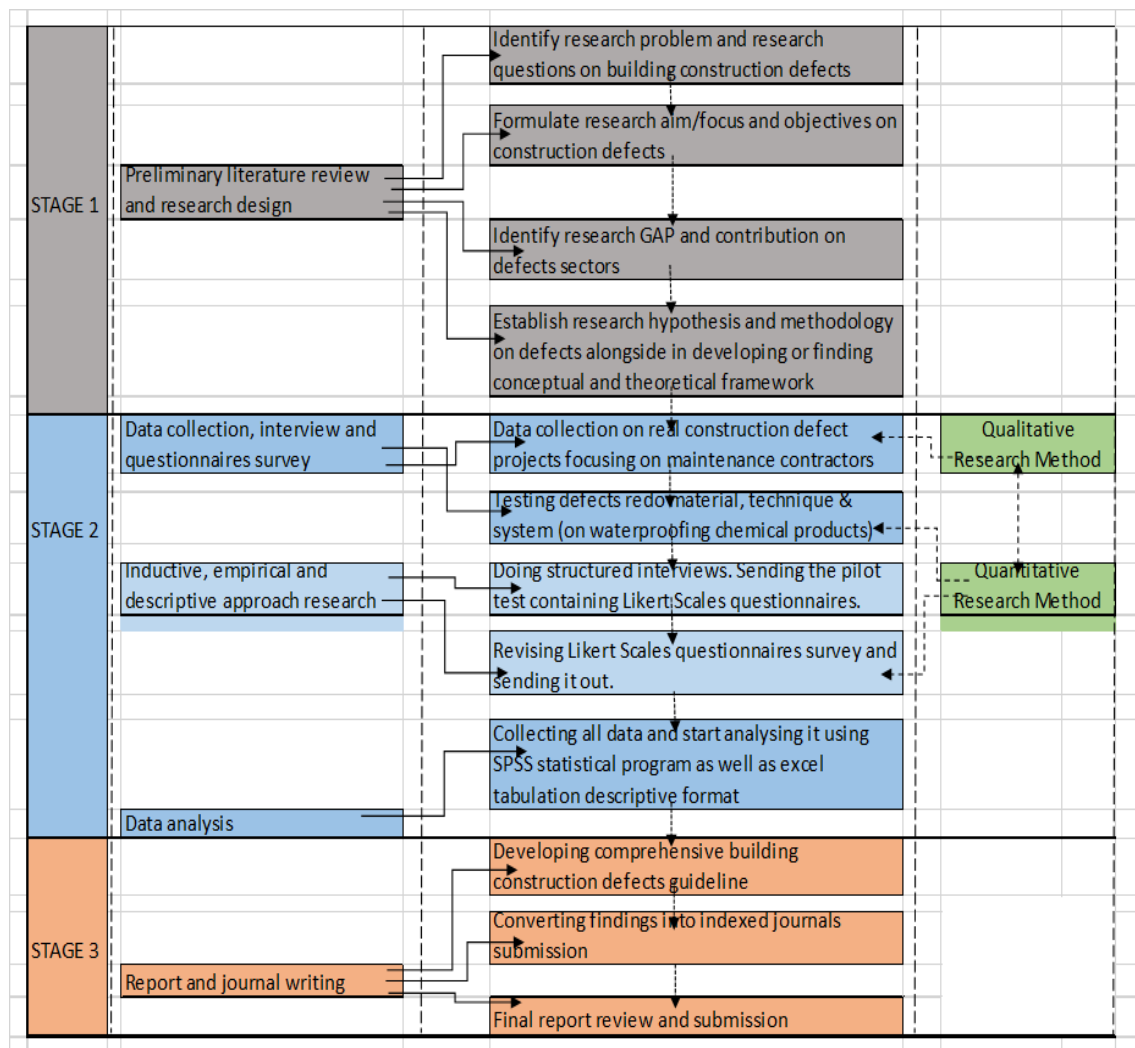 Identify research problem and research
questions on building construction defects
Formulate research aim/focus and objectives on
construction defects
Preliminary literature review
and research design
STAGE 1
Identify research GAP and contribution on
defects sectors
Establish research hypothesis and methodology
on defects alongside in developing or finding
conceptual and theoretical framework
Data collection, interview and
questionnaires survey
Data collection on real construction defect
projects focusing on maintenance contractors
Qualitative
Research Method
STAGE 2
Testing defects redo material, technique &
system (on waterproofing chemical products)
Inductive, empirical and
descriptive approach research
Doing structured interviews. Sending the pilot
test containing Likert Scales questionnaires.
Quantitative
Research Method
Revising Likert Scales questionnaires survey and
sending it out.
Collecting all data and start analysing it using
SPSS statistical program as well as excel
tabulation descriptive format
Data analysis
Developing comprehensive building
construction defects guideline
STAGE 3
Converting findings into indexed journals
submission
Report and journal writing
Final report review and submission